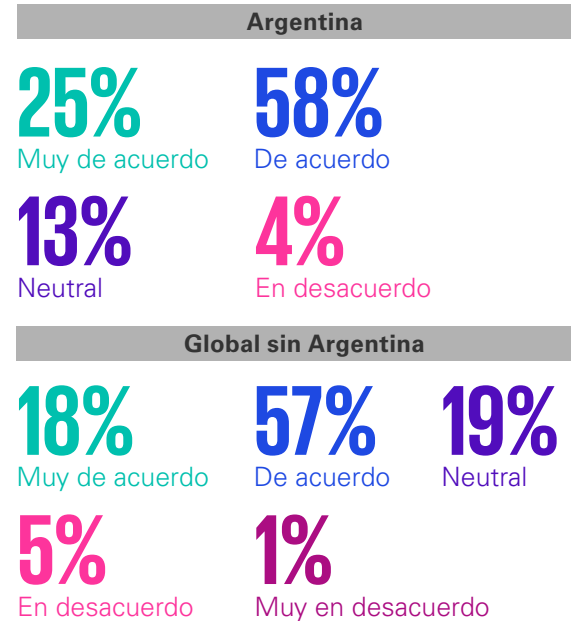 Argentina
25% 58%
Muy de acuerdo De acuerdo
13% 4%
Neutral En desacuerdo
Global sin Argentina
18% 57% 19%
Muy de acuerdo De acuerdo Neutral
5% 1%
En desacuerdo Muy en desacuerdo